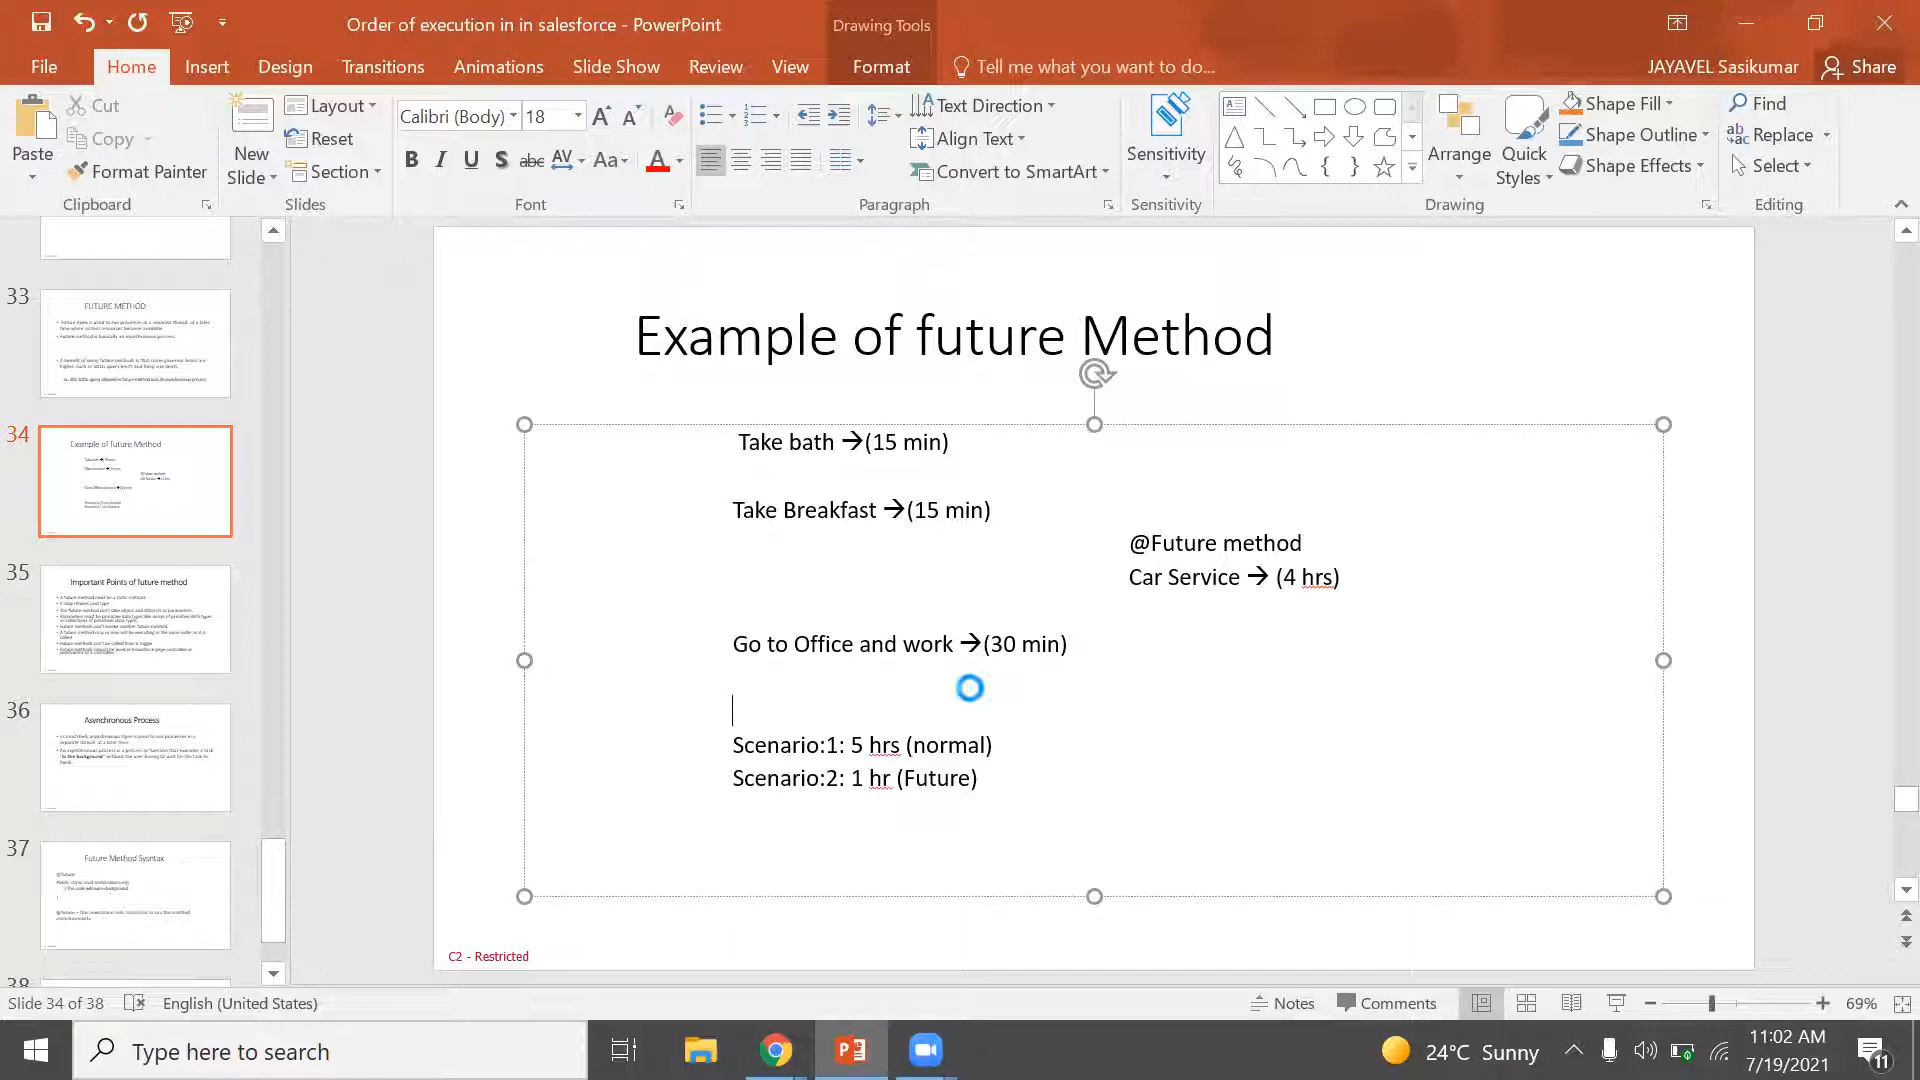 Order of execution in in salesforce - PowerPoint
Drawing Tools
File
Home
Insert
Design
Transitions
Animations
Slide Show
Review
View
Format
Tell me what you want to do...
JAYAVEL Sasikumar
Share
Paste
Cut
Copy
Format Painter
Clipboard
New
Slide
Layout
Reset
Section
Slides
Calibri (Body)
18
B I U S abc AV Aa A
Font
Text Direction
Align Text
Convert to SmartArt
Paragraph
Sensitivity
Sensitivity
Arrange
Quick
Styles
Shape Fill
Shape Outline
Shape Effects
Drawing
Find
Replace
Select
Editing
33
FUTURE METHOD
34
Example of future Method
35
Important Points of future method
36
Asynchronous Process
37
Future Method Sysntax
38
Example of future Method
Take bath →(15 min)
Take Breakfast →(15 min)
@Future method
Car Service → (4 hrs)
Go to Office and work →(30 min)
Scenario:1: 5 hrs (normal)
Scenario:2: 1 hr (Future)
C2 - Restricted
Slide 34 of 38
English (United States)
Notes
Comments
69%
Type here to search
24°C Sunny
11:02 AM
7/19/2021
11